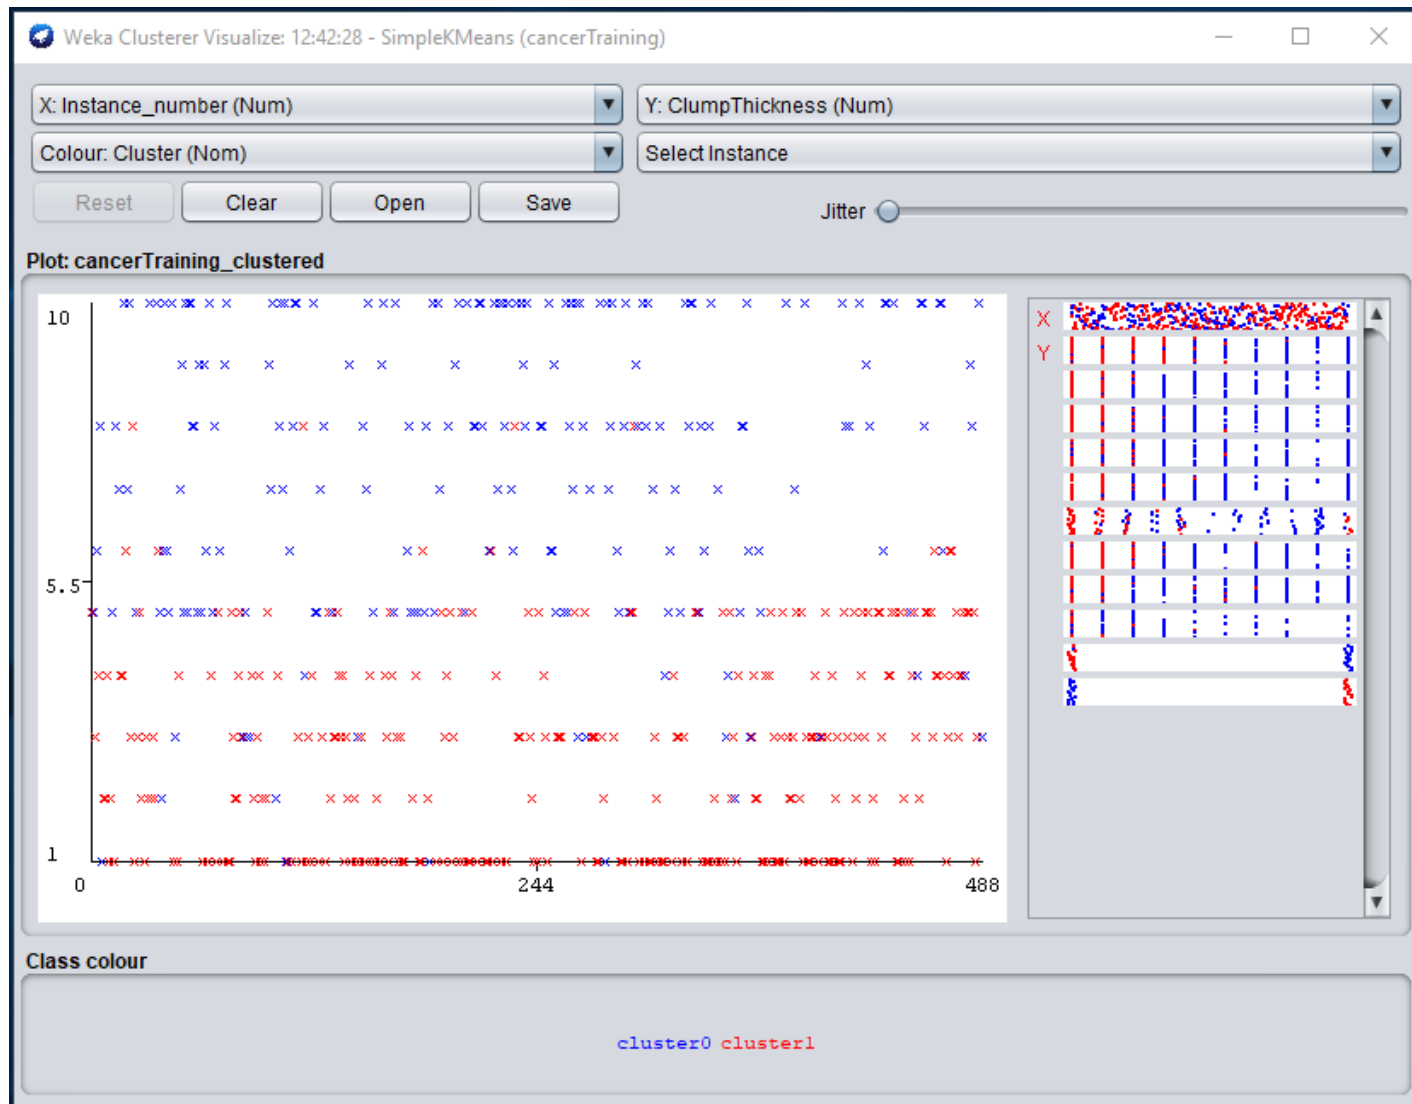 Weka Clusterer Visualize: 12:42:28 - SimpleKMeans (cancerTraining)
X: Instance_number (Num) Y: ClumpThickness (Num)
Colour: Cluster (Nom) Select Instance
Reset Clear Open Save Jitter
Plot: cancerTraining_clustered
10
5.5
1
0 244 488
X
Y
Class colour
cluster0 cluster1